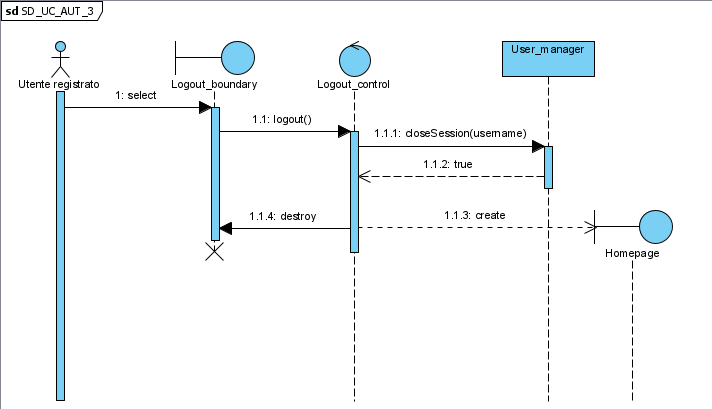 sd SD_UC_AUT_3
User_manager
Utente registrato
Logout_boundary
Logout_control
1: select
1.1: logout()
1.1.1: closeSession(username)
1.1.2: true
1.1.4: destroy
1.1.3: create
Homepage